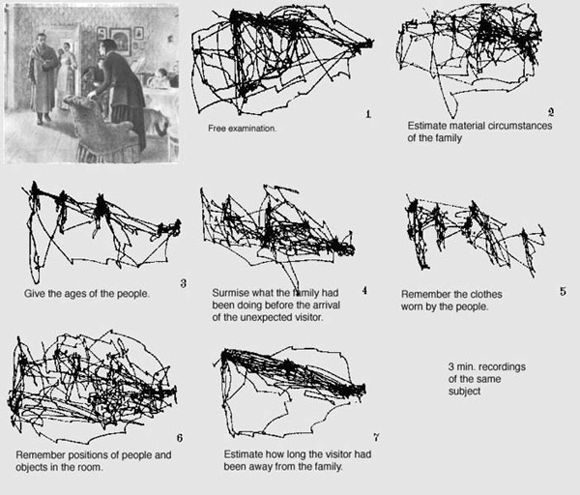 1
Free examination.
2
Estimate material circumstances
of the family
3
Give the ages of the people.
4
Surmise what the family had
been doing before the arrival
of the unexpected visitor.
5
Remember the clothes
worn by the people.
6
Remember positions of people and
objects in the room.
7
Estimate how long the visitor had
been away from the family.
3 min. recordings
of the same
subject